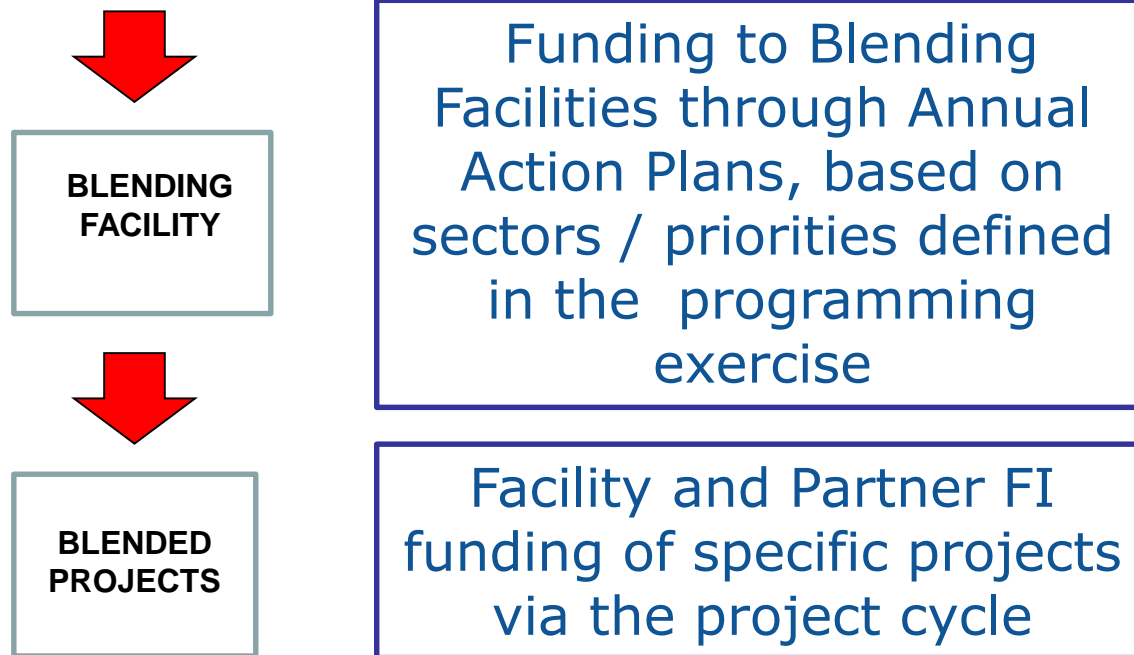 BLENDING
FACILITY
Funding to Blending
Facilities through Annual
Action Plans, based on
sectors / priorities defined
in the programming
exercise
BLENDED
PROJECTS
Facility and Partner FI
funding of specific projects
via the project cycle